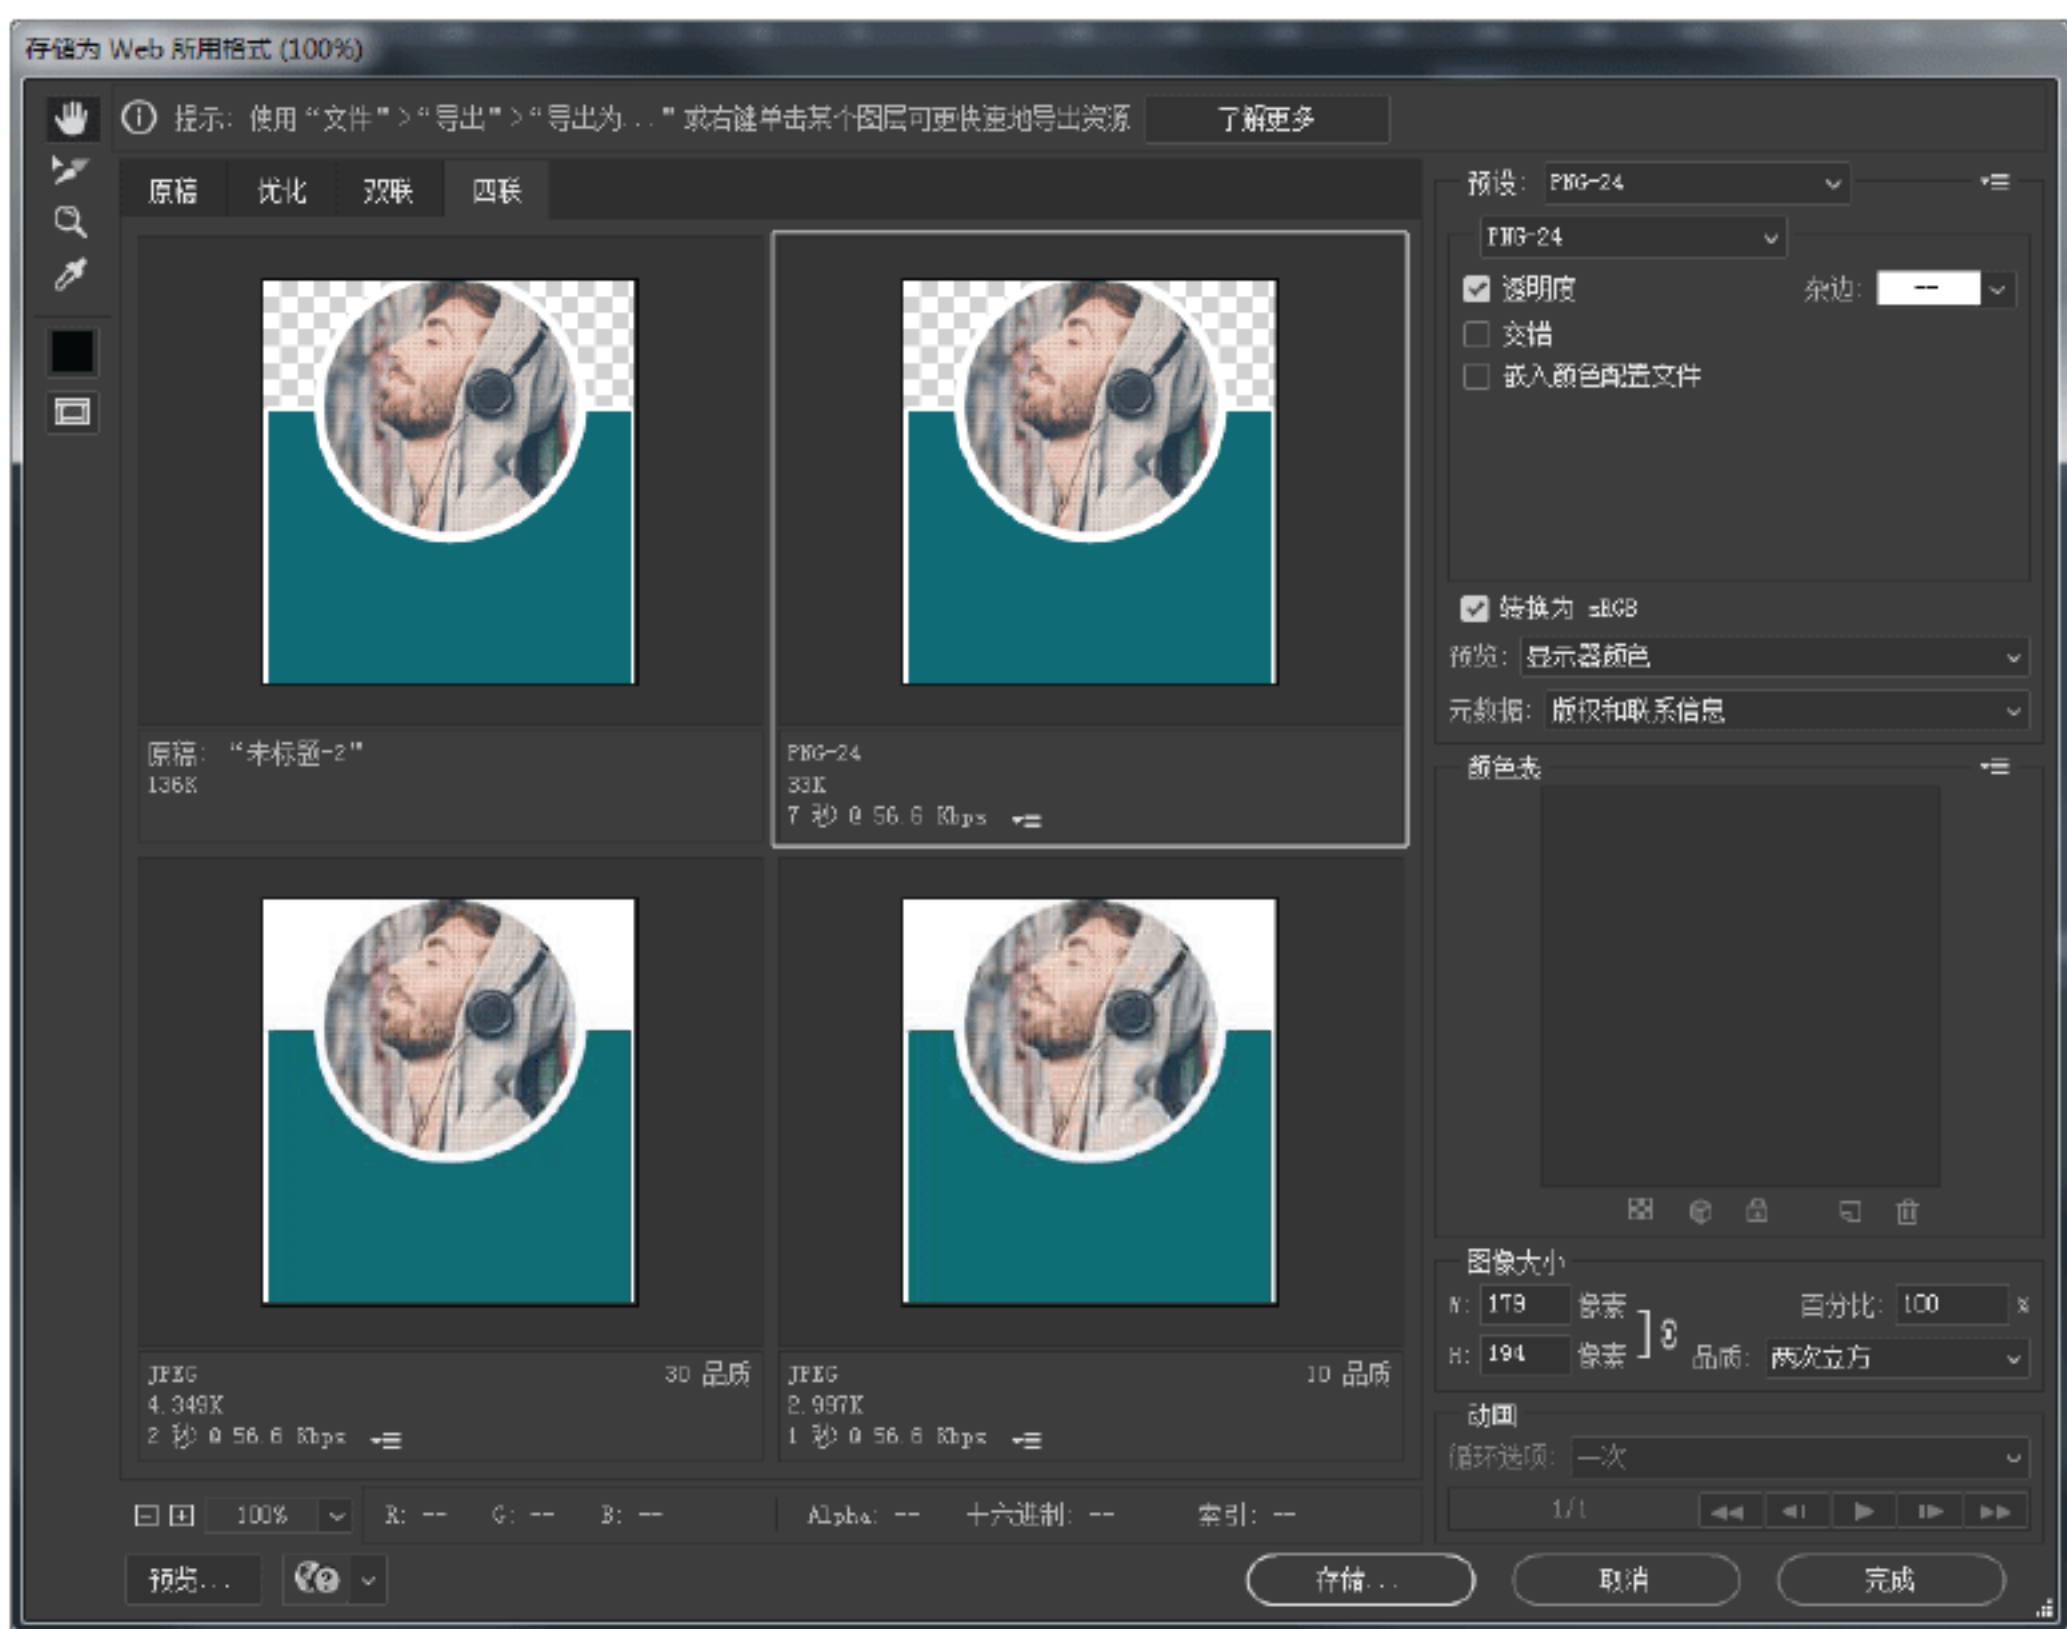 存储为 Web 所用格式 (100%)
提示: 使用 “文件” > “导出” > “导出为...” 或右键单击某个图层可更快速地导出资源
了解更多
原稿 优化 双联 四联
原稿: “未标题-2”
136K
PNG-24
33K
7 秒 @ 56.6 Kbps
JPEG 30 品质
4.349K
2 秒 @ 56.6 Kbps
JPEG 10 品质
2.997K
1 秒 @ 56.6 Kbps
100% R: -- G: -- B: -- Alpha: -- 十六进制: -- 索引: --
预览...
预设: PNG-24
PNG-24
透明度 杂边: --
交错
嵌入颜色配置文件
转换为 sRGB
预览: 显示器颜色
元数据: 版权和联系信息
颜色表
图像大小
W: 179 像素 百分比: 100 %
H: 194 像素 品质: 两次立方
动画
循环选项: 一次
1/1
存储... 取消 完成